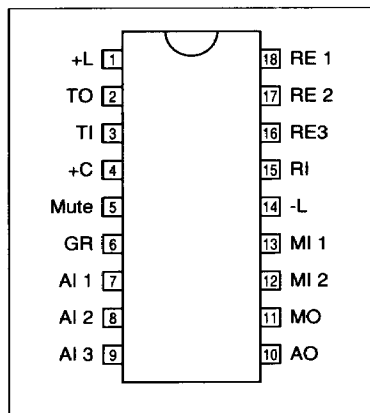 +L 1 18 RE 1
TO 2 17 RE 2
TI 3 16 RE3
+C 4 15 RI
Mute 5 14 -L
GR 6 13 MI 1
AI 1 7 12 MI 2
AI 2 8 11 MO
AI 3 9 10 AO